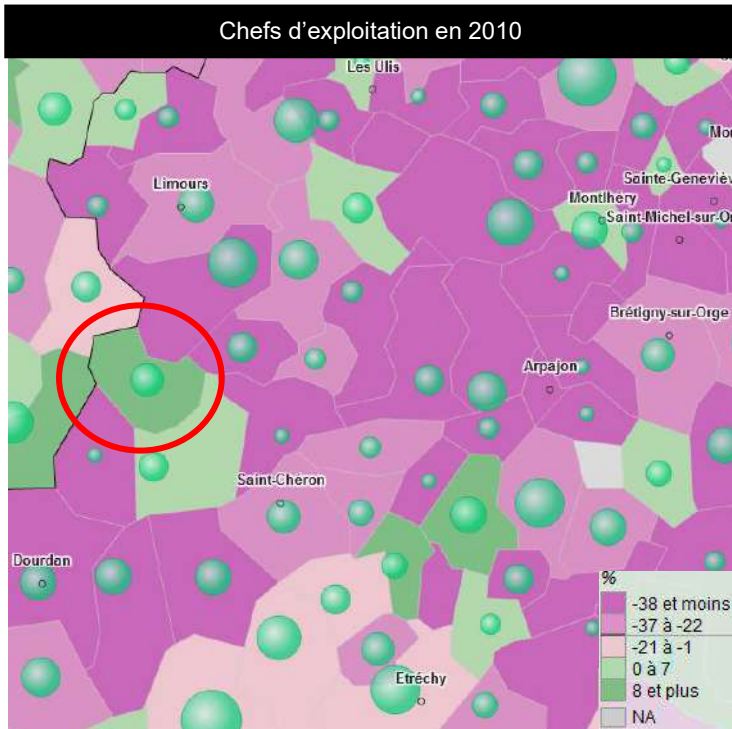 Chefs d'exploitation en 2010
Les Ulis
Limours
Sainte-Geneviève
Montlhéry
Saint-Michel-sur-Or
Brétigny-sur-Orge
Arpajon
Saint-Chéron
Dourdan
Etréchy
%
-38 et moins
-37 à -22
-21 à -1
0 à 7
8 et plus
NA